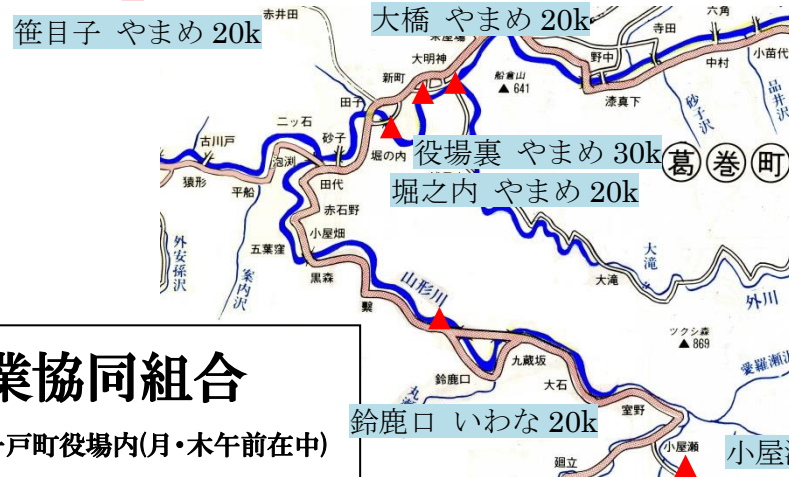 赤井田
笹目子 やまめ 20k
大橋 やまめ 20k
六角
寺田
小苗代
野中
中村
大明神
新町
船倉山
▲ 641
漆真下
砂子沢
品井沢
田子
二ッ石
砂子
古川戸
泡渕
堀の内
役場裏 やまめ 30k
葛巻町
堀之内 やまめ 20k
猿形
平船
田代
赤石野
小屋畑
五葉窪
外安孫沢
案内沢
黒森
繫
山形川
大滝
大滝
外川
ツクシ森
▲ 869
愛羅瀬沢
九蔵坂
鈴鹿口
大石
業協同組合
戸町役場内(月・木午前在中)
鈴鹿口 いわな 20k
室野
小屋瀬
廻立